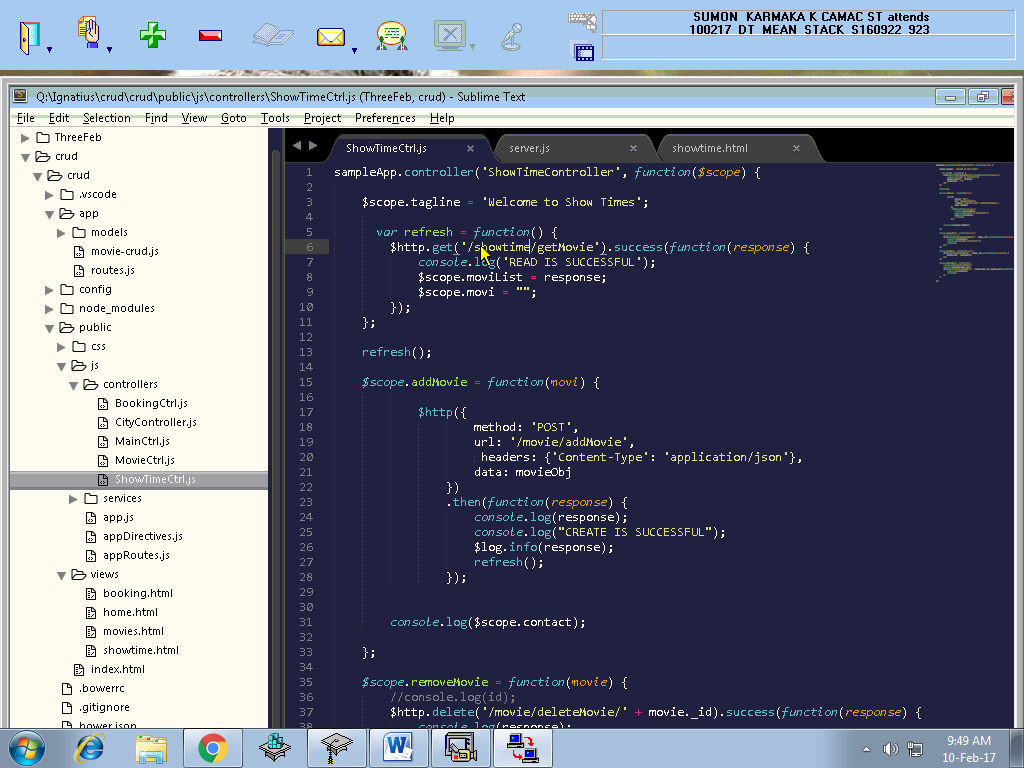 SUMON KARMAKA K CAMAC ST attends
100217 DT MEAN STACK S160922 923
Q:\Ignatius\crud\crud\public\js\controllers\ShowTimeCtrl.js (ThreeFeb, crud) - Sublime Text
File Edit Selection Find View Goto Tools Project Preferences Help
ThreeFeb
crud
crud
.vscode
app
models
movie-crud.js
routes.js
config
node_modules
public
css
js
controllers
BookingCtrl.js
CityController.js
MainCtrl.js
MovieCtrl.js
ShowTimeCtrl.js
services
app.js
appDirectives.js
appRoutes.js
views
booking.html
home.html
movies.html
showtime.html
index.html
.bowerrc
.gitignore
bower.json
ShowTimeCtrl.js × server.js × showtime.html ×
1 sampleApp.controller('ShowTimeController', function($scope) {
2
3 $scope.tagline = 'Welcome to Show Times';
4
5 var refresh = function() {
6 $http.get('/showtime/getMovie').success(function(response) {
7 console.log('READ IS SUCCESSFUL');
8 $scope.moviList = response;
9 $scope.movi = "";
10 });
11 };
12
13 refresh();
14
15 $scope.addMovie = function(movi) {
16
17 $http({
18 method: 'POST',
19 url: '/movie/addMovie',
20 headers: {'Content-Type': 'application/json'},
21 data: movieObj
22 })
23 .then(function(response) {
24 console.log(response);
25 console.log("CREATE IS SUCCESSFUL");
26 $log.info(response);
27 refresh();
28 });
29
30
31 console.log($scope.contact);
32
33 };
34
35 $scope.removeMovie = function(movie) {
36 //console.log(id);
37 $http.delete('/movie/deleteMovie/' + movie._id).success(function(response) {
38 console.log(response);
9:49 AM
10-Feb-17